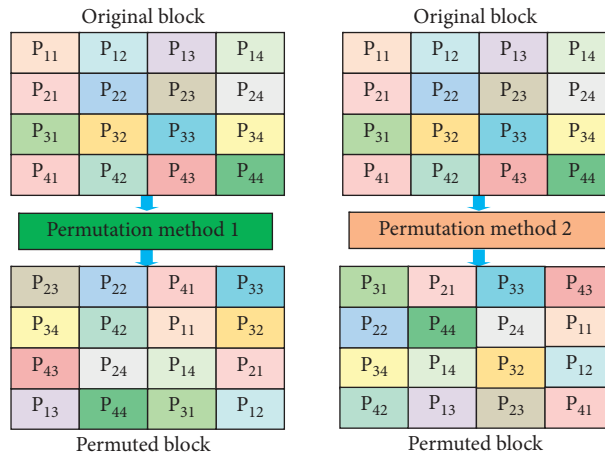 Original block
P11 P12 P13 P14
P21 P22 P23 P24
P31 P32 P33 P34
P41 P42 P43 P44
Permutation method 1
P23 P22 P41 P33
P34 P42 P11 P32
P43 P24 P14 P21
P13 P44 P31 P12
Permuted block
Original block
P11 P12 P13 P14
P21 P22 P23 P24
P31 P32 P33 P34
P41 P42 P43 P44
Permutation method 2
P31 P21 P33 P43
P22 P44 P24 P11
P34 P14 P32 P12
P42 P13 P23 P41
Permuted block